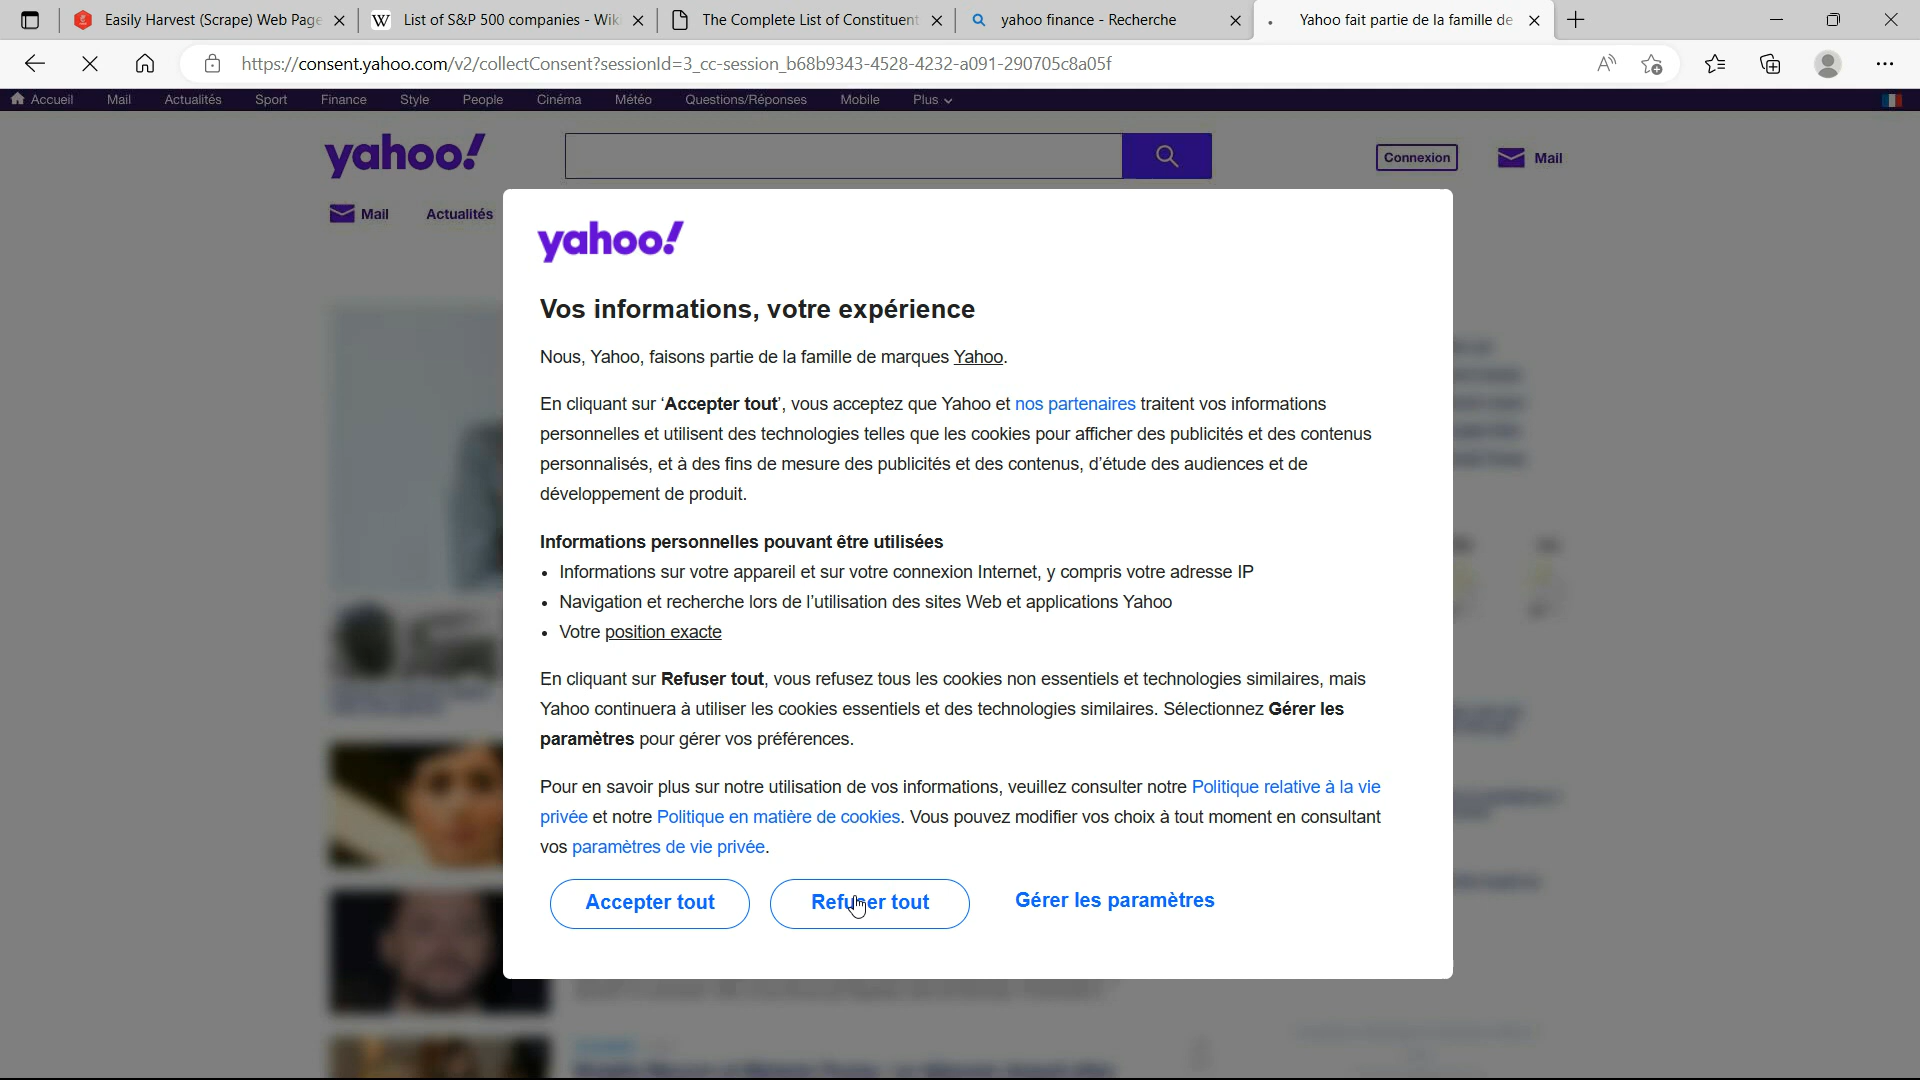 Easily Harvest (Scrape) Web Page
List of S&P 500 companies - Wik
The Complete List of Constituent
yahoo finance - Recherche
Yahoo fait partie de la famille de
https://consent.yahoo.com/v2/collectConsent?sessionId=3_cc-session_b68b9343-4528-4232-a091-290705c8a05f
Accueil Mail Actualités Sport Finance Style People Cinéma Météo Questions/Réponses Mobile Plus
yahoo!
Connexion
Mail
Mail Actualités
yahoo!
Vos informations, votre expérience
Nous, Yahoo, faisons partie de la famille de marques Yahoo.
En cliquant sur ‘Accepter tout’, vous acceptez que Yahoo et nos partenaires traitent vos informations
personnelles et utilisent des technologies telles que les cookies pour afficher des publicités et des contenus
personnalisés, et à des fins de mesure des publicités et des contenus, d’étude des audiences et de
développement de produit.
Informations personnelles pouvant être utilisées
• Informations sur votre appareil et sur votre connexion Internet, y compris votre adresse IP
• Navigation et recherche lors de l’utilisation des sites Web et applications Yahoo
• Votre position exacte
En cliquant sur Refuser tout, vous refusez tous les cookies non essentiels et technologies similaires, mais
Yahoo continuera à utiliser les cookies essentiels et des technologies similaires. Sélectionnez Gérer les
paramètres pour gérer vos préférences.
Pour en savoir plus sur notre utilisation de vos informations, veuillez consulter notre Politique relative à la vie
privée et notre Politique en matière de cookies. Vous pouvez modifier vos choix à tout moment en consultant
vos paramètres de vie privée.
Accepter tout Refuser tout Gérer les paramètres